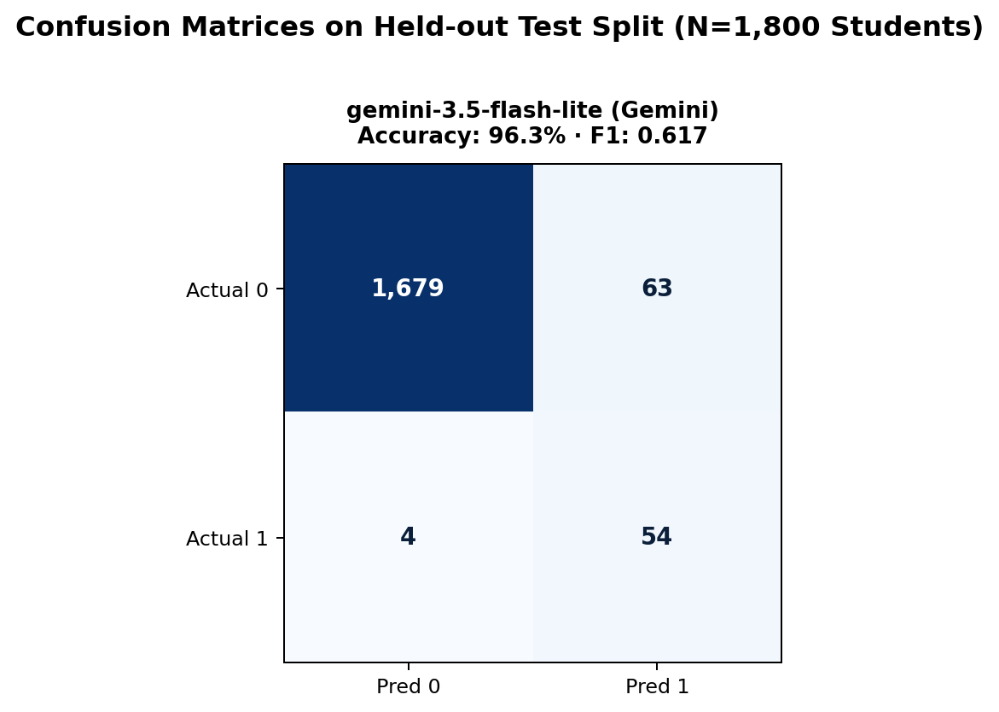 Confusion Matrices on Held-out Test Split (N=1,800 Students)
gemini-3.5-flash-lite (Gemini)
Accuracy: 96.3% · F1: 0.617
Actual 0
1,679
63
Actual 1
4
54
Pred 0
Pred 1